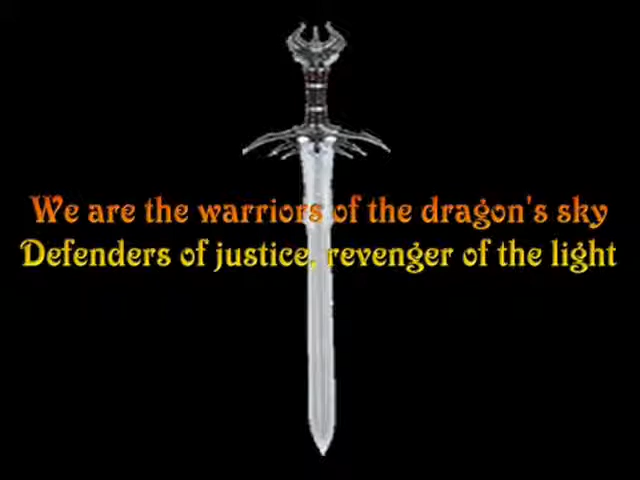 We are the warriors of the dragon's sky
Defenders of justice, revenger of the light